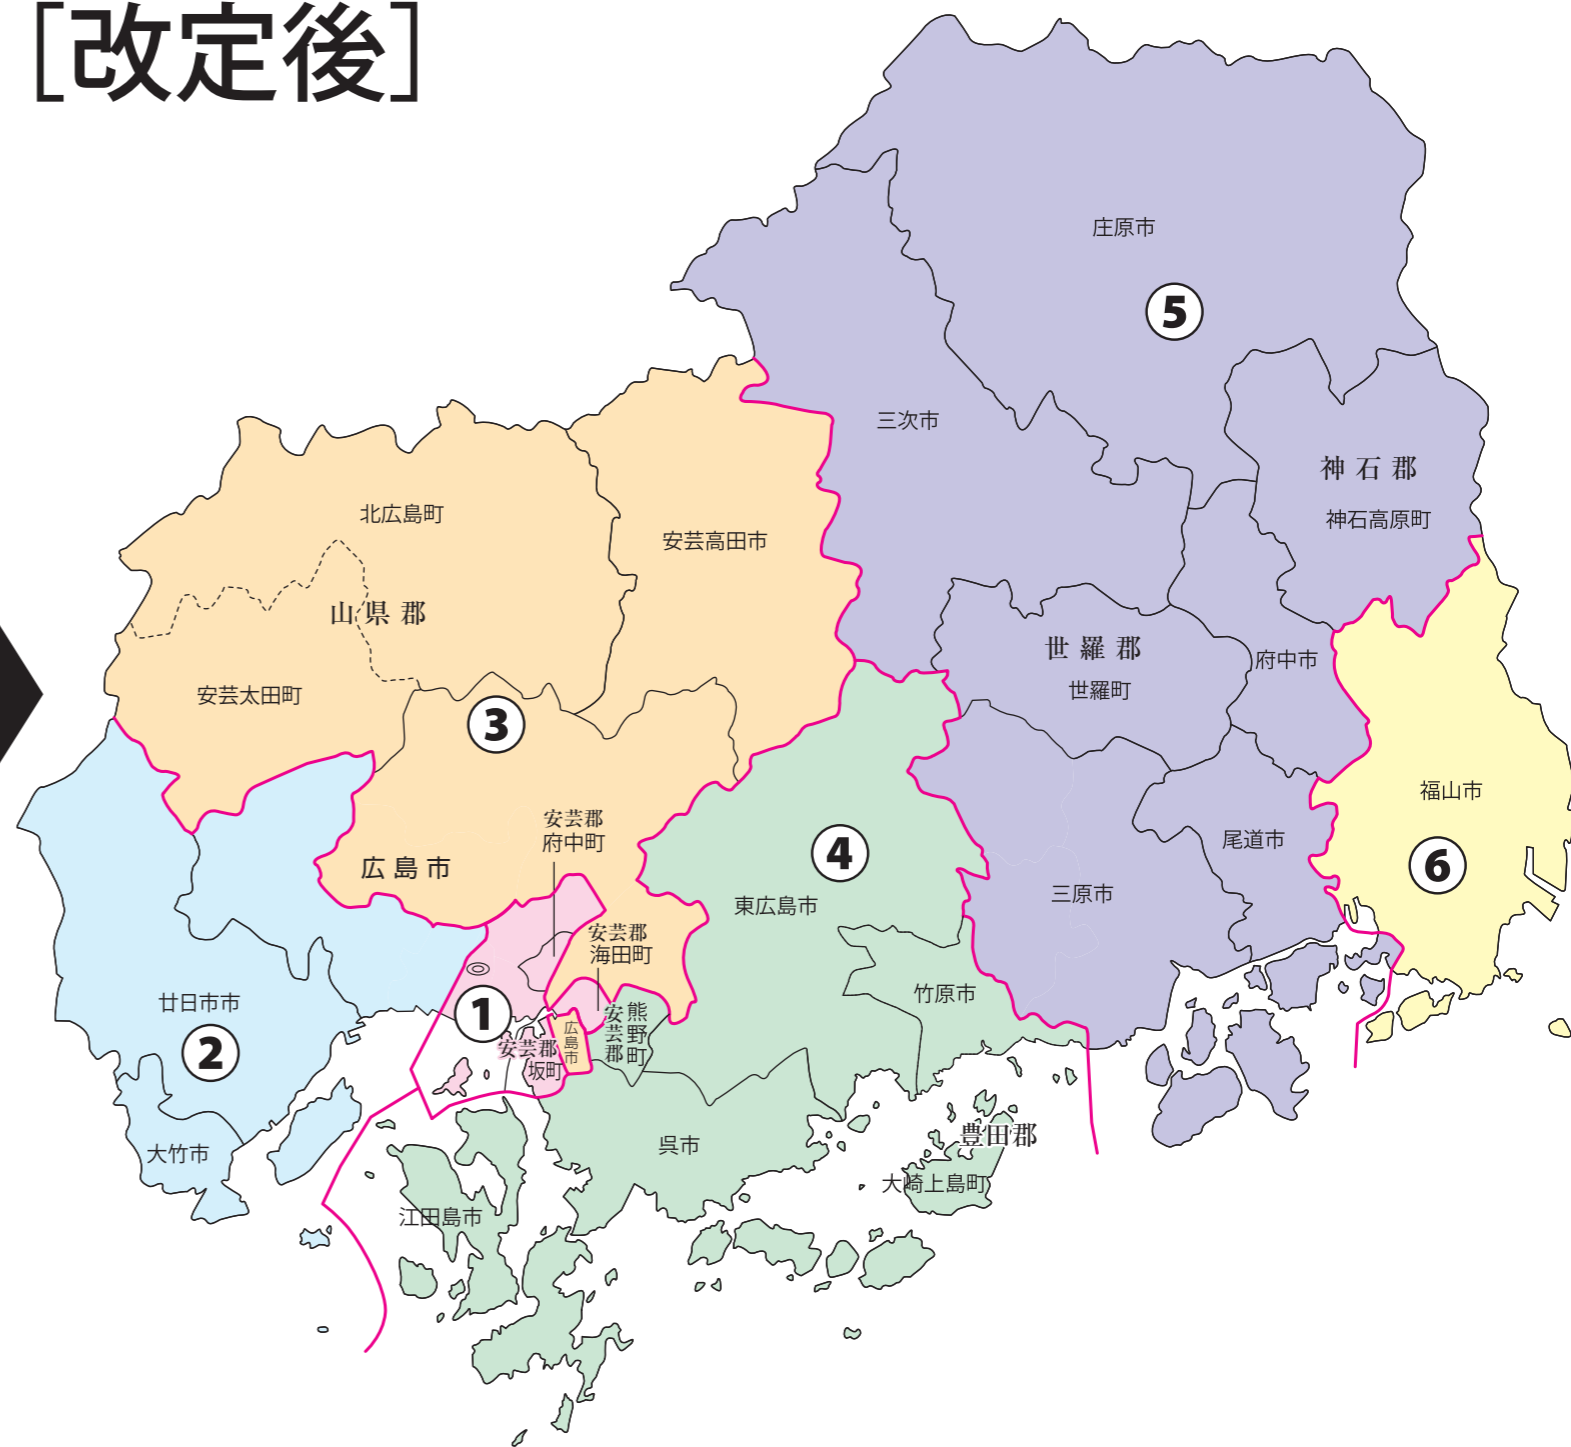 [改定後]
庄原市
5
三次市
神石郡
神石高原町
北広島町
安芸高田市
山県郡
世羅郡
世羅町
府中市
安芸太田町
3
福山市
6
安芸郡
府中町
広島市
4
尾道市
三原市
東広島市
安芸郡
海田町
竹原市
廿日市市
2
1
安芸郡
坂町
広島市
安芸郡
熊野町
大竹市
呉市
豊田郡
大崎上島町
江田島市